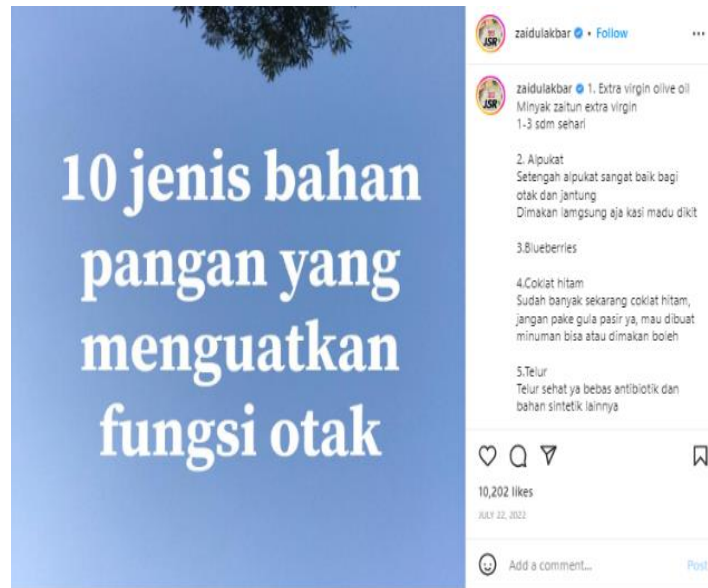 10 jenis bahan
pangan yang
menguatkan
fungsi otak
zaidulakbar • Follow
JSR
zaidulakbar 1. Extra virgin olive oil
JSR
Minyak zaitun extra virgin
1-3 sdm sehari
2. Alpukat
Setengah alpukat sangat baik bagi
otak dan jantung
Dimakan lamgsung aja kasi madu dikit
3.Blueberries
4.Coklat hitam
Sudah banyak sekarang coklat hitam,
jangan pake gula pasir ya, mau dibuat
minuman bisa atau dimakan boleh
5.Telur
Telur sehat ya bebas antibiotik dan
bahan sintetik lainnya
10,202 likes
JULY 22, 2022
Add a comment...
Post